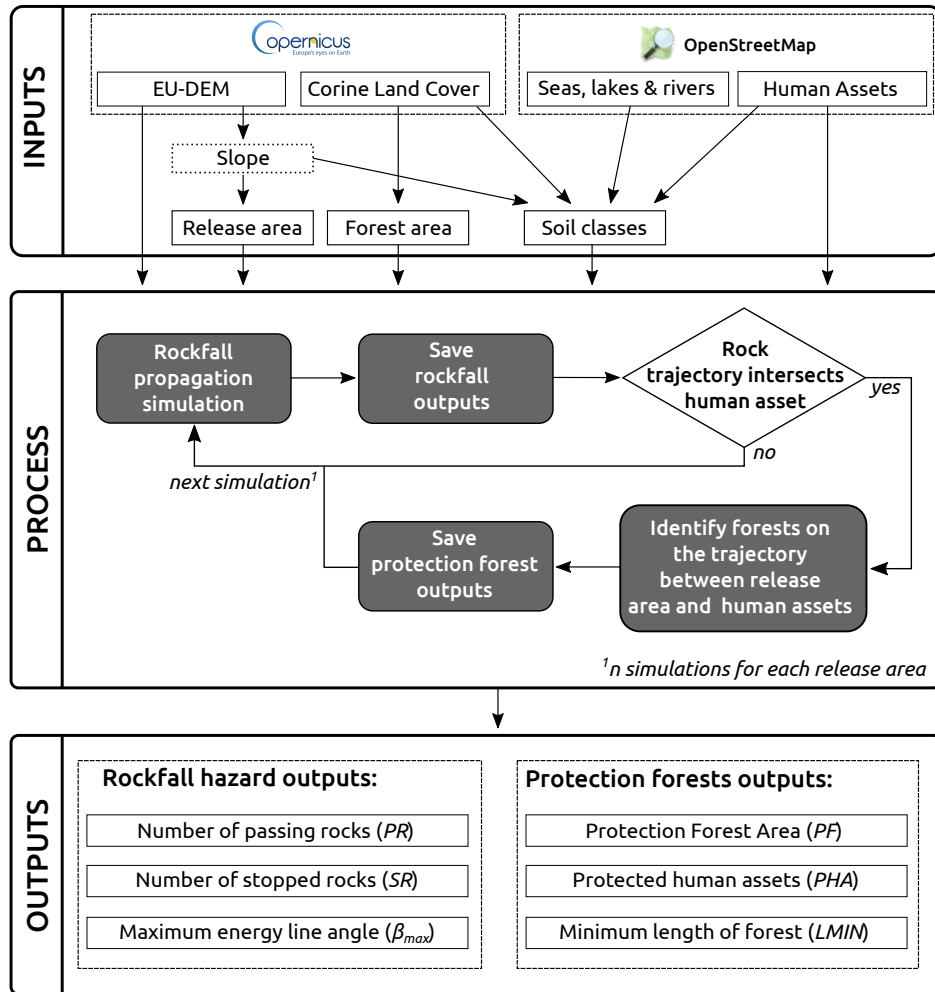 INPUTS
opernicus
Europe's eyes on Earth
OpenStreetMap
EU-DEM
Corine Land Cover
Seas, lakes & rivers
Human Assets
Slope
Release area
Forest area
Soil classes
PROCESS
Rockfall
propagation
simulation
Save
rockfall
outputs
Rock
trajectory intersects
human asset
yes
no
next simulation¹
Save
protection forest
outputs
Identify forests on
the trajectory
between release
area and human assets
¹n simulations for each release area
OUTPUTS
Rockfall hazard outputs:
Number of passing rocks (PR)
Number of stopped rocks (SR)
Maximum energy line angle (βmax)
Protection forests outputs:
Protection Forest Area (PF)
Protected human assets (PHA)
Minimum length of forest (LMIN)